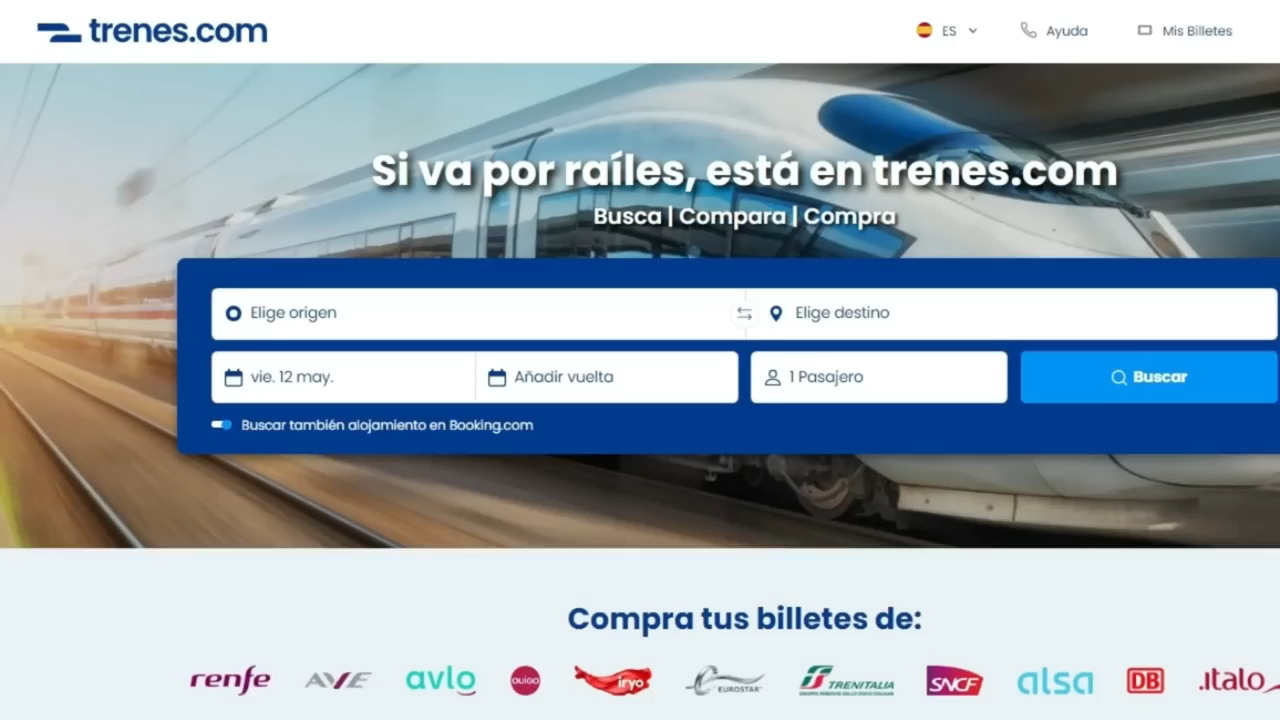 trenes.com
ES
Ayuda
Mis Billetes
Si va por raíles, está en trenes.com
Busca | Compara | Compra
Elige origen
Elige destino
vie. 12 may.
Añadir vuelta
1 Pasajero
Buscar
Buscar también alojamiento en Booking.com
Compra tus billetes de:
renfe
AVE
avlo
OUIGO
iryo
EUROSTAR
TRENITALIA
SNCF
alsa
DB
.italo